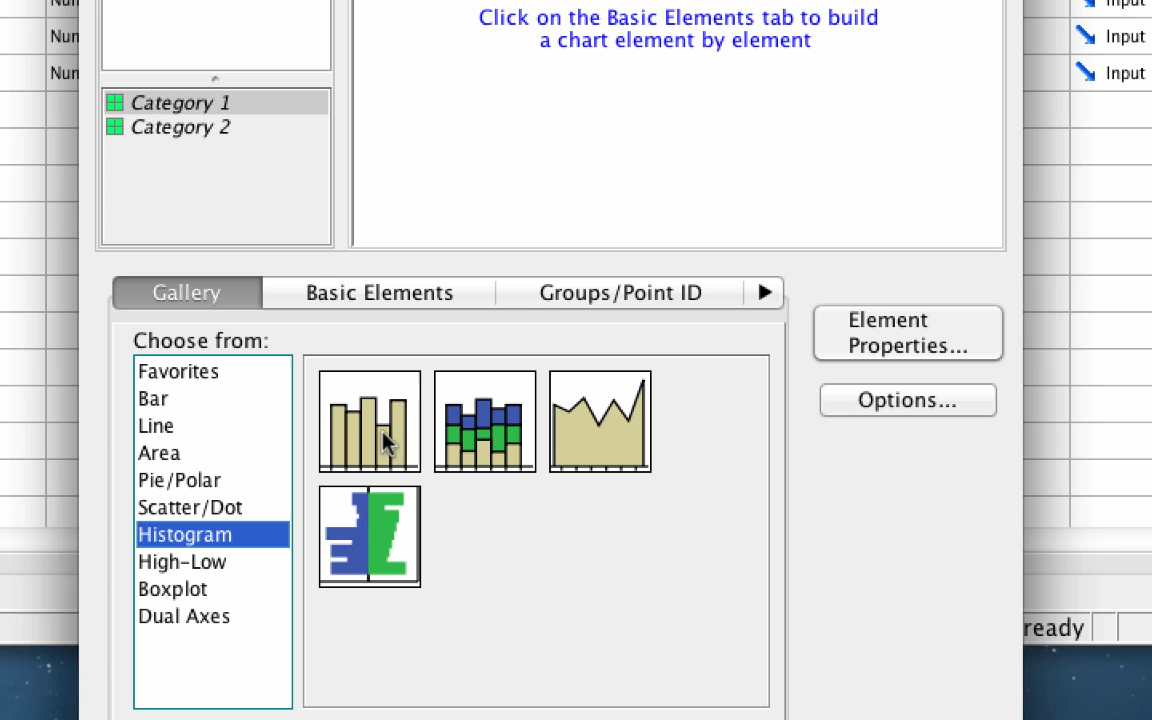 Click on the Basic Elements tab to build
a chart element by element
Input
Num
Input
Num
Input
Category 1
Category 2
Gallery
Basic Elements
Groups/Point ID
Element
Properties...
Choose from:
Favorites
Bar
Line
Area
Pie/Polar
Scatter/Dot
Histogram
High-Low
Boxplot
Dual Axes
Options...
ready